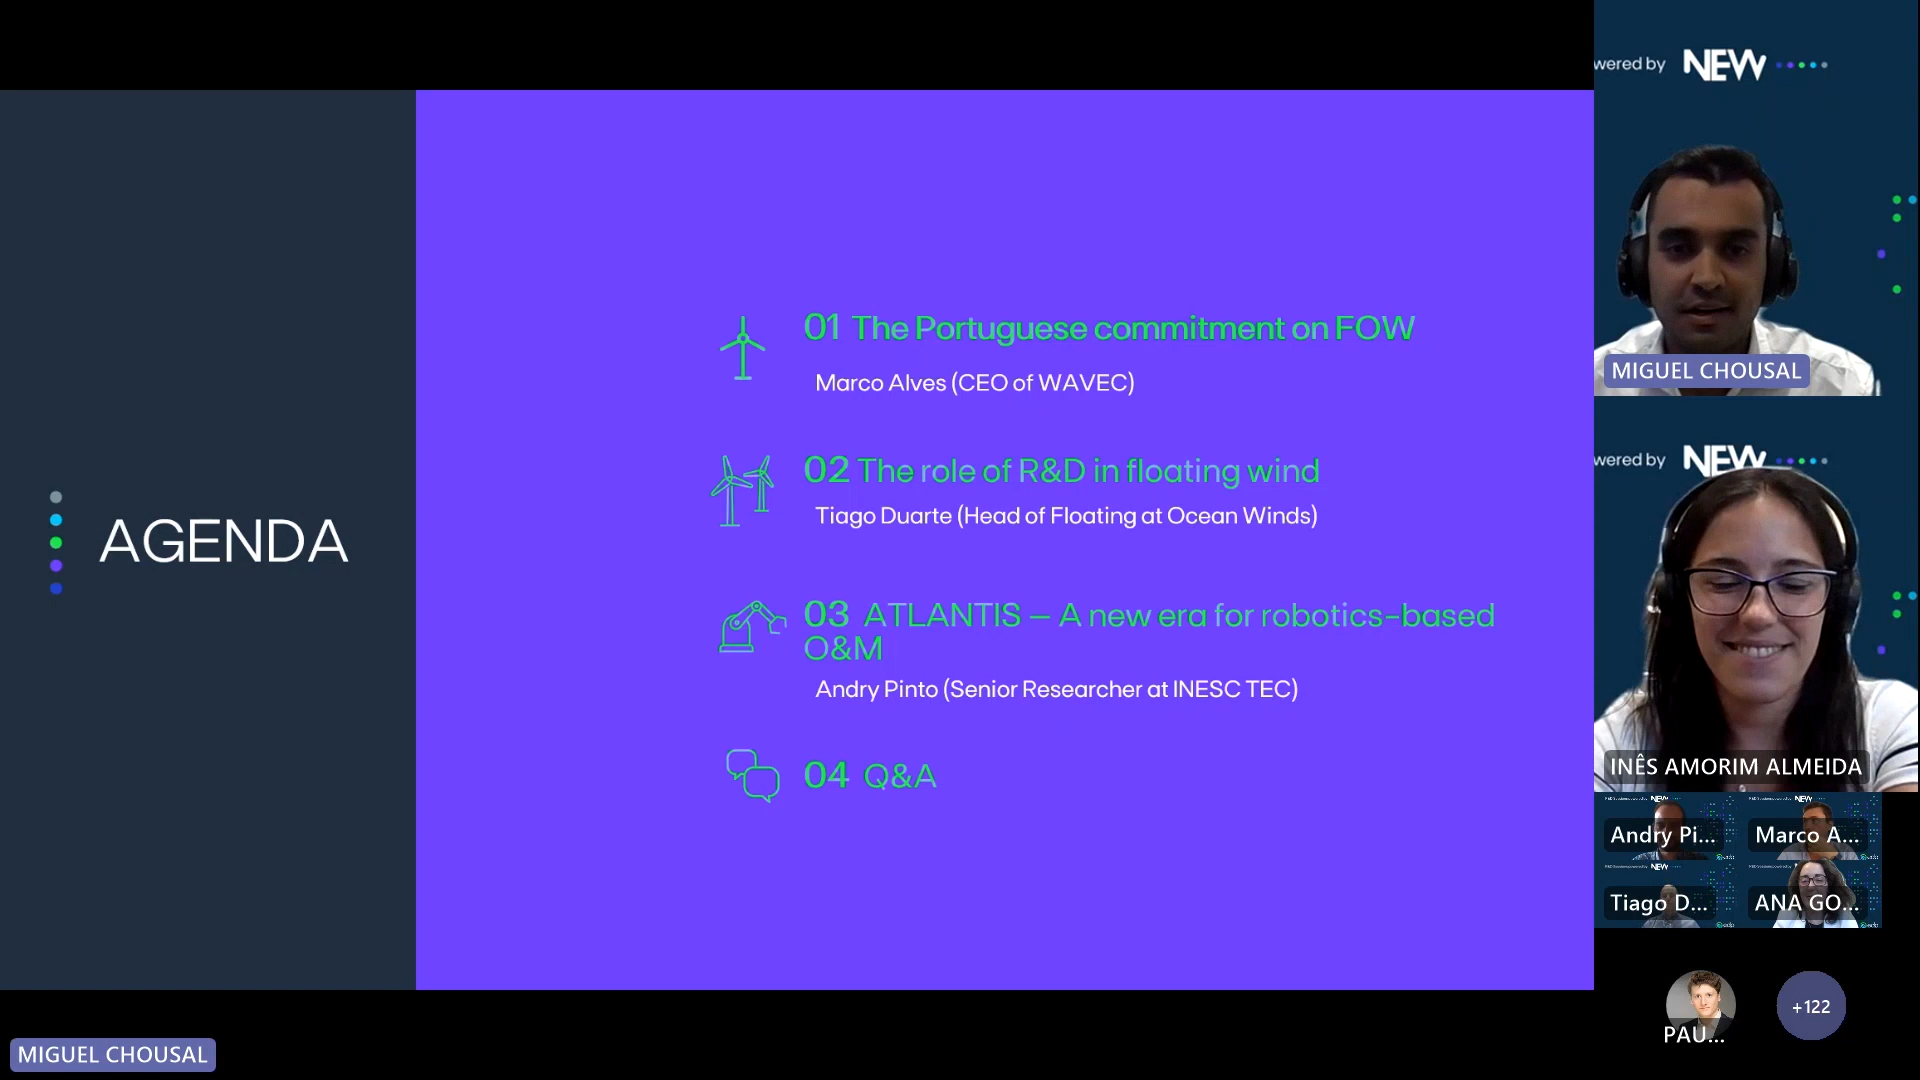 AGENDA
01 The Portuguese commitment on FOW
Marco Alves (CEO of WAVEC)
02 The role of R&D in floating wind
Tiago Duarte (Head of Floating at Ocean Winds)
03 ATLANTIS – A new era for robotics-based
O&M
Andry Pinto (Senior Researcher at INESC TEC)
04 Q&A
MIGUEL CHOUSAL
wered by NEW
MIGUEL CHOUSAL
wered by NEW
INÊS AMORIM ALMEIDA
NEW
Andry Pi...
NEW
Marco A...
NEW
Tiago D...
ANA GO...
PAU...
+122